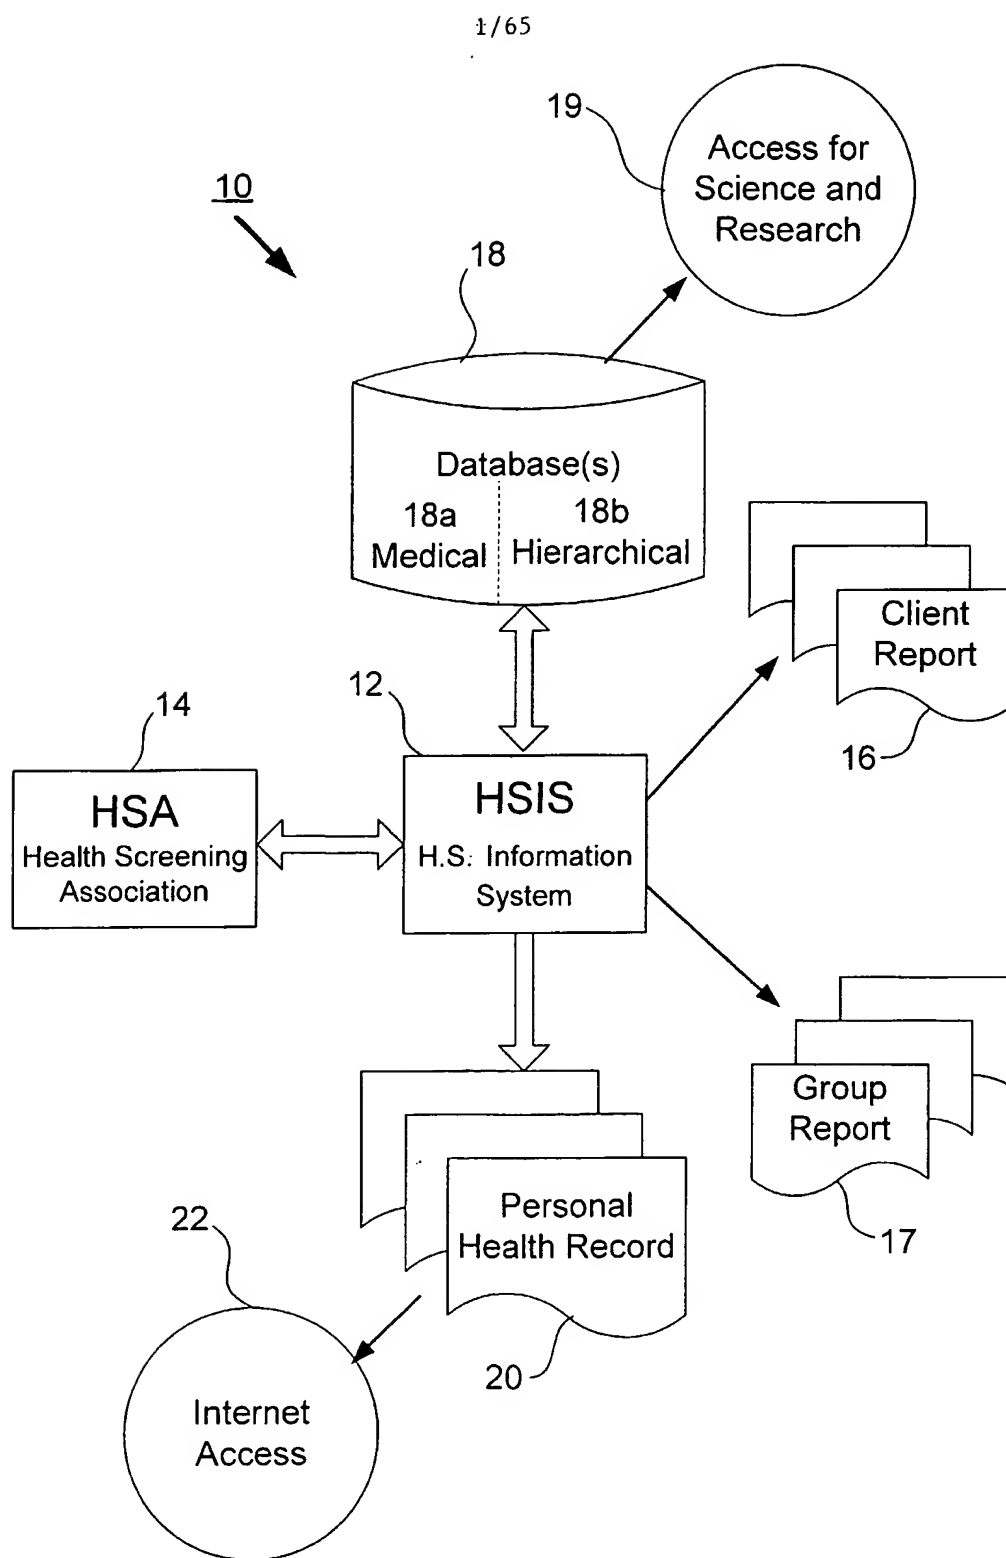 1/65
19
Access for
Science and
Research
10
18
Database(s)
18a
Medical
18b
Hierarchical
Client
Report
16
12
14
HSA
Health Screening
Association
HSIS
H.S. Information
System
Group
Report
17
Personal
Health Record
20
22
Internet
Access